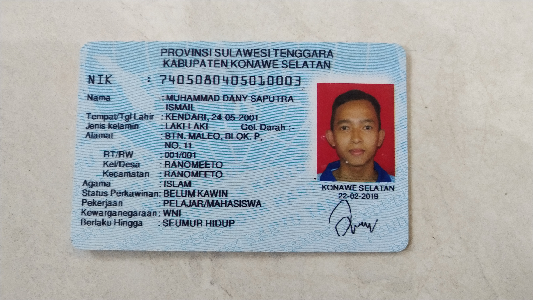 PROVINSI SULAWESI TENGGARA
KABUPATEN KONAWE SELATAN
NIK : 7405080405010003
Nama : MUHAMMAD DANY SAPUTRA
ISMAIL
Tempat/Tgl Lahir : KENDARI, 24-05-2001
Jenis kelamin : LAKI-LAKI Gol. Darah : -
Alamat : BTN. MALEO, BLOK. P,
NO. 11
RT/RW : 001/001
Kel/Desa : RANOMEETO
Kecamatan : RANOMEETO
Agama : ISLAM
Status Perkawinan: BELUM KAWIN
Pekerjaan : PELAJAR/MAHASISWA
Kewarganegaraan: WNI
Berlaku Hingga : SEUMUR HIDUP
KONAWE SELATAN
22-02-2019